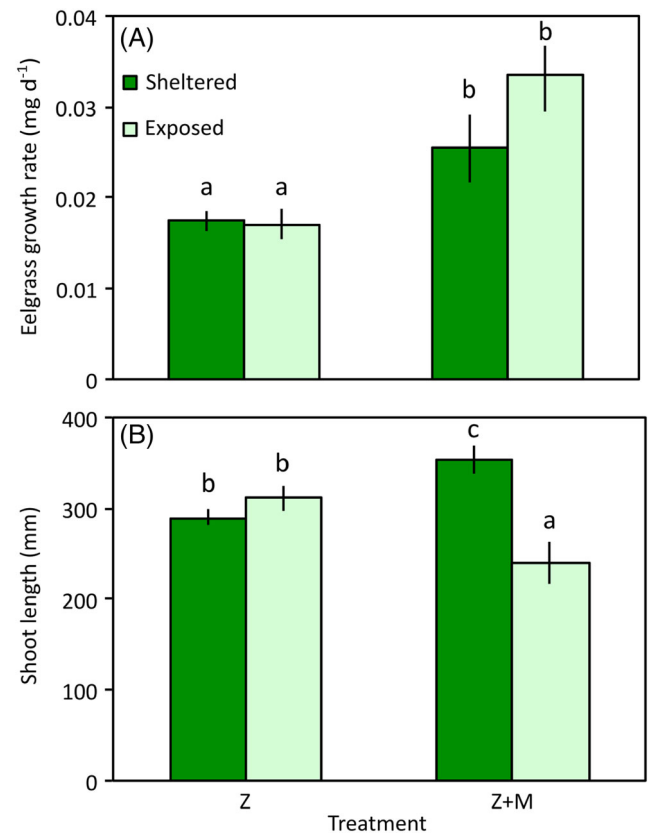 Eelgrass growth rate (mg d⁻¹)
0.04
0.03
0.02
0.01
0
(A)
Sheltered
Exposed
a
a
b
b
Shoot length (mm)
400
300
200
100
0
(B)
b
b
c
a
Z
Z+M
Treatment